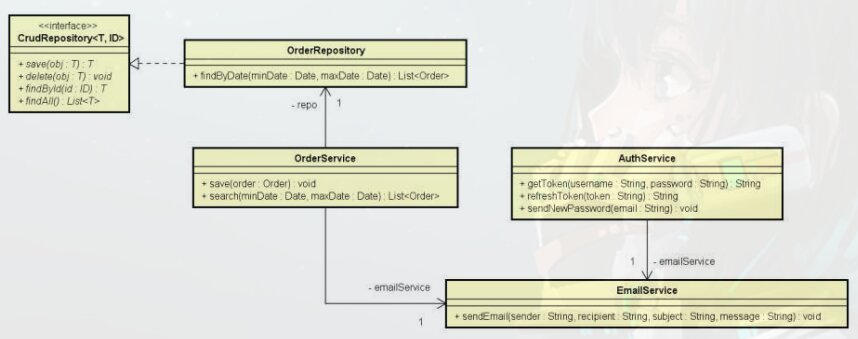 <<interface>>
CrudRepository<T, ID>
+ save(obj : T) : T
+ delete(obj : T) : void
+ findById(id : ID) : T
+ findAll() : List<T>
OrderRepository
+ findByDate(minDate : Date, maxDate : Date) : List<Order>
- repo
1
OrderService
+ save(order : Order) : void
+ search(minDate : Date, maxDate : Date) : List<Order>
AuthService
+ getToken(username : String, password : String) : String
+ refreshToken(token : String) : String
+ sendNewPassword(email : String) : void
1
- emailService
- emailService
1
EmailService
+ sendEmail(sender : String, recipient : String, subject : String, message : String) : void